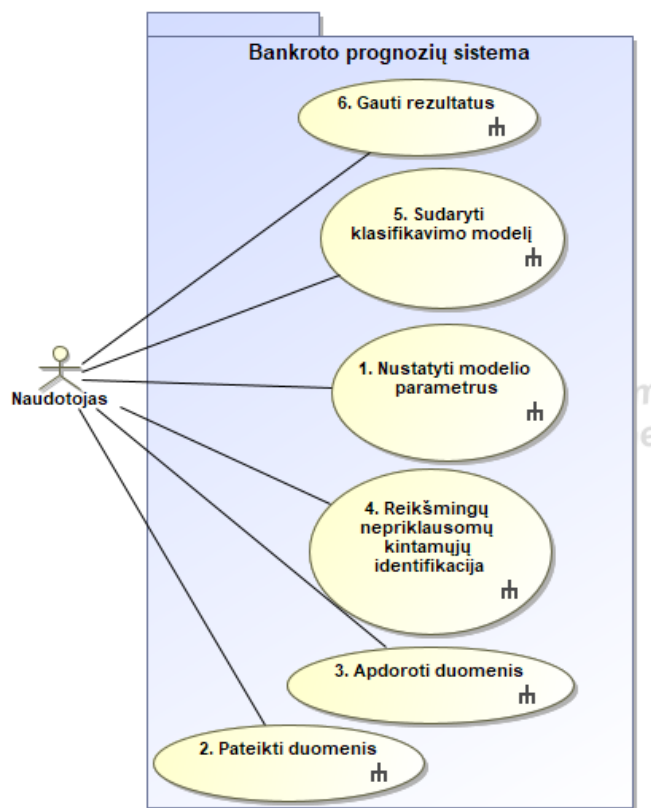 Bankroto prognozių sistema
6. Gauti rezultatus
5. Sudaryti
klasifikavimo modelį
1. Nustatyti modelio
parametrus
Naudotojas
4. Reikšmingų
nepriklausomų
kintamųjų
identifikacija
3. Apdoroti duomenis
2. Pateikti duomenis